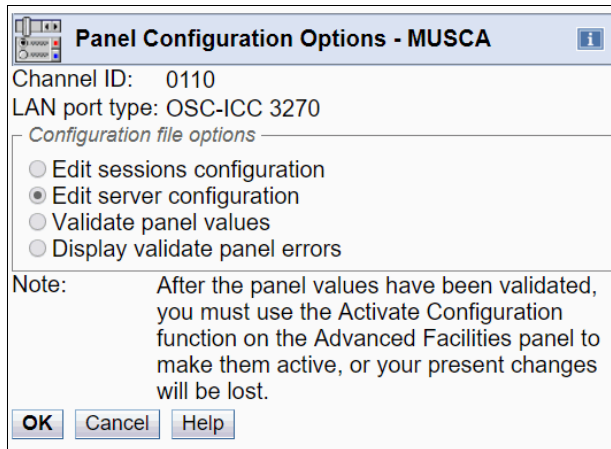 Panel Configuration Options - MUSCA
Channel ID: 0110
LAN port type: OSC-ICC 3270
Configuration file options
Edit sessions configuration
Edit server configuration
Validate panel values
Display validate panel errors
Note: After the panel values have been validated,
you must use the Activate Configuration
function on the Advanced Facilities panel to
make them active, or your present changes
will be lost.
OK Cancel Help